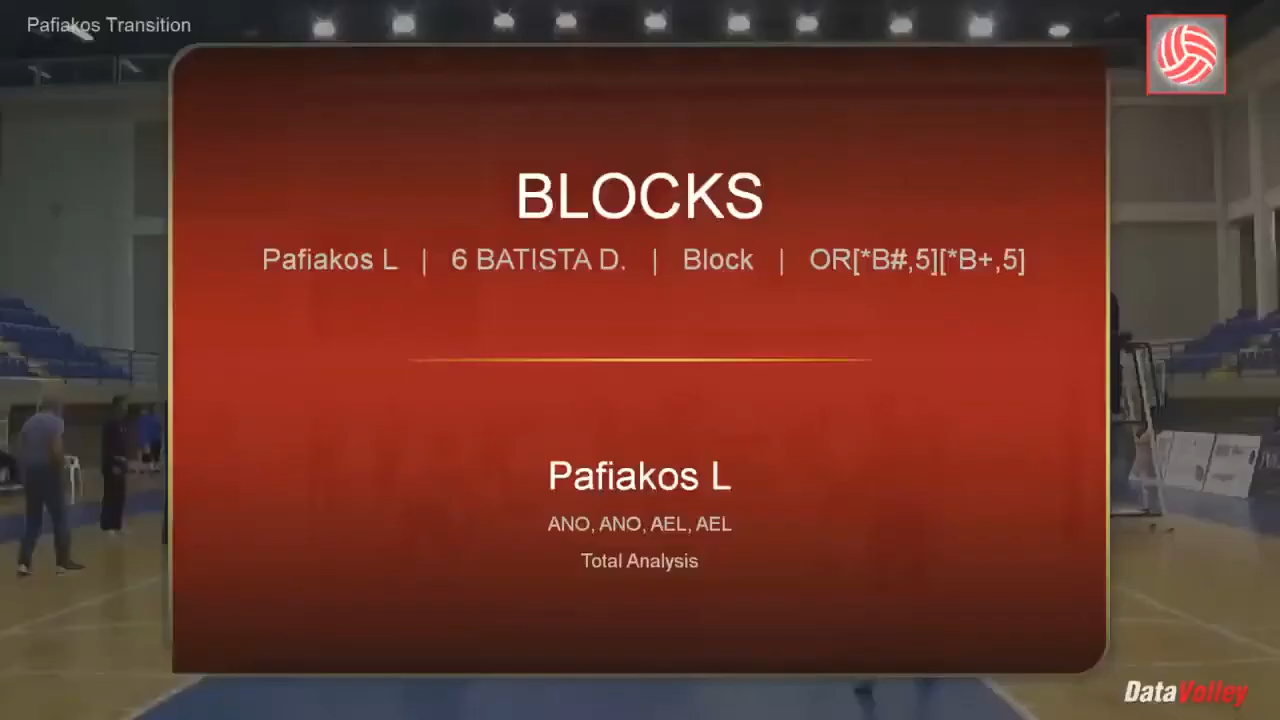 Pafiakos Transition
BLOCKS
Pafiakos L | 6 BATISTA D. | Block | OR[*B#,5][*B+,5]
Pafiakos L
ANO, ANO, AEL, AEL
Total Analysis
DataVolley